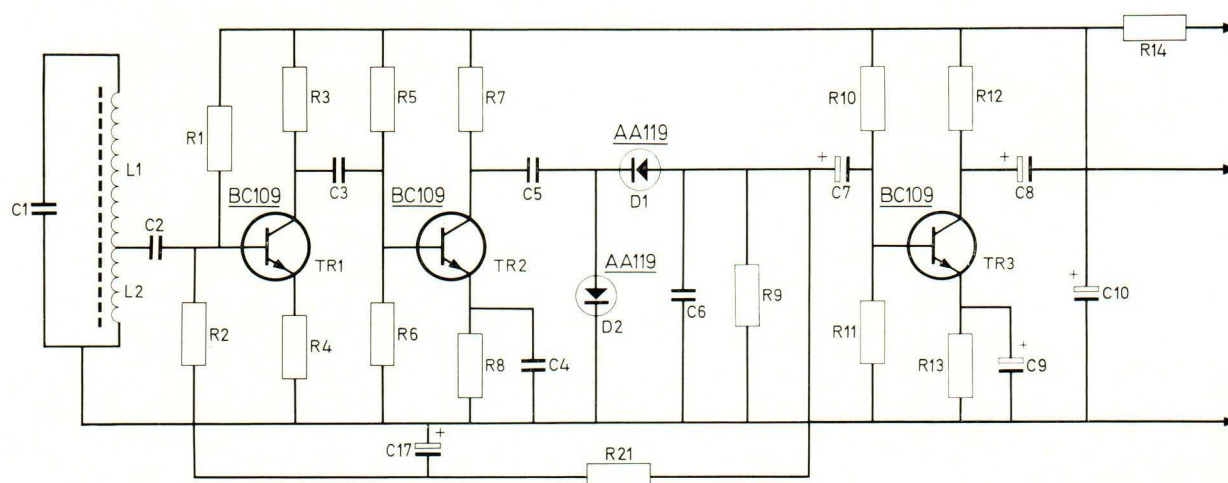 R14
R3
R5
R7
R10
R12
R1
AA119
L1
C1
BC109
C3
BC109
C5
D1
+
C7
BC109
+
C8
C2
TR1
TR2
AA119
TR3
L2
+
C10
R2
R4
R6
R8
C4
D2
C6
R9
R11
R13
+
C9
C17
+
R21